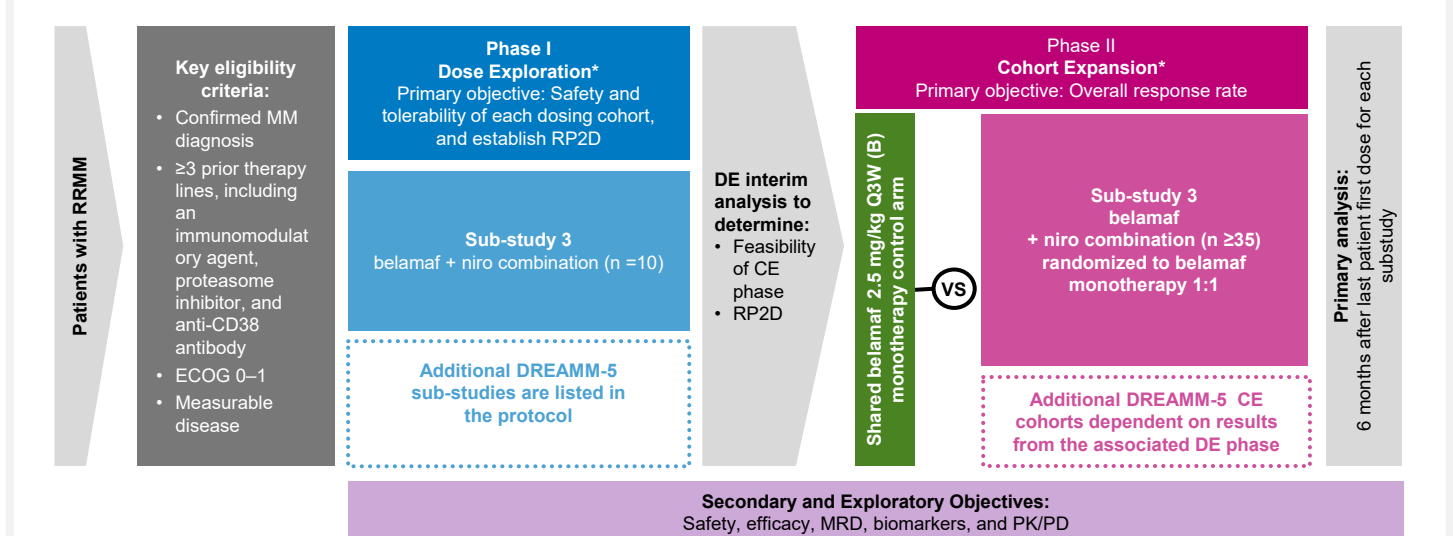 Patients with RRMM
Key eligibility
criteria:
• Confirmed MM
diagnosis
• ≥3 prior therapy
lines, including
an
immunomodulat
ory agent,
proteasome
inhibitor, and
anti-CD38
antibody
• ECOG 0–1
• Measurable
disease
Phase I
Dose Exploration*
Primary objective: Safety and
tolerability of each dosing cohort,
and establish RP2D
Sub-study 3
belamaf + niro combination (n =10)
Additional DREAMM-5
sub-studies are listed in
the protocol
DE interim
analysis to
determine:
• Feasibility
of CE
phase
• RP2D
Phase II
Cohort Expansion*
Primary objective: Overall response rate
Shared belamaf 2.5 mg/kg Q3W (B)
monotherapy control arm
VS
Sub-study 3
belamaf
+ niro combination (n ≥35)
randomized to belamaf
monotherapy 1:1
Additional DREAMM-5 CE
cohorts dependent on results
from the associated DE phase
Primary analysis:
6 months after last patient first dose for each
substudy
Secondary and Exploratory Objectives:
Safety, efficacy, MRD, biomarkers, and PK/PD